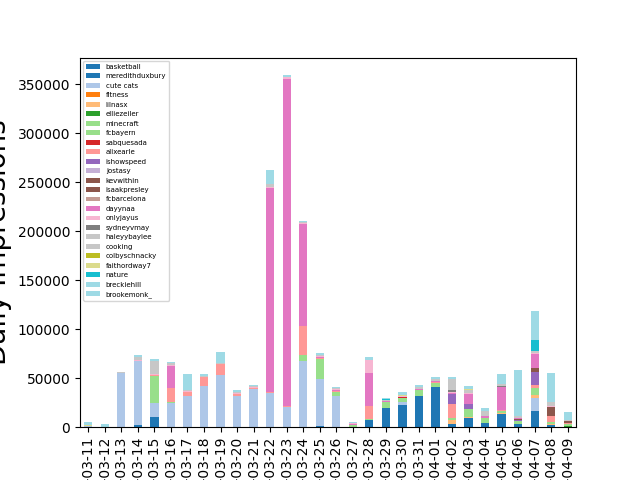 Daily Impressions
350000
300000
250000
200000
150000
100000
50000
0
basketball
meredithduxbury
cute cats
fitness
lilnasx
elliezeiler
minecraft
fcbayern
sabquesada
alixearle
ishowspeed
jostasy
kevwithin
isaakpresley
fcbarcelona
dayynaa
onlyjayus
sydneyvmay
haleyybaylee
cooking
colbyschnacky
faithordway7
nature
breckiehill
brookemonk_
03-11
03-12
03-13
03-14
03-15
03-16
03-17
03-18
03-19
03-20
03-21
03-22
03-23
03-24
03-25
03-26
03-27
03-28
03-29
03-30
03-31
04-01
04-02
04-03
04-04
04-05
04-06
04-07
04-08
04-09